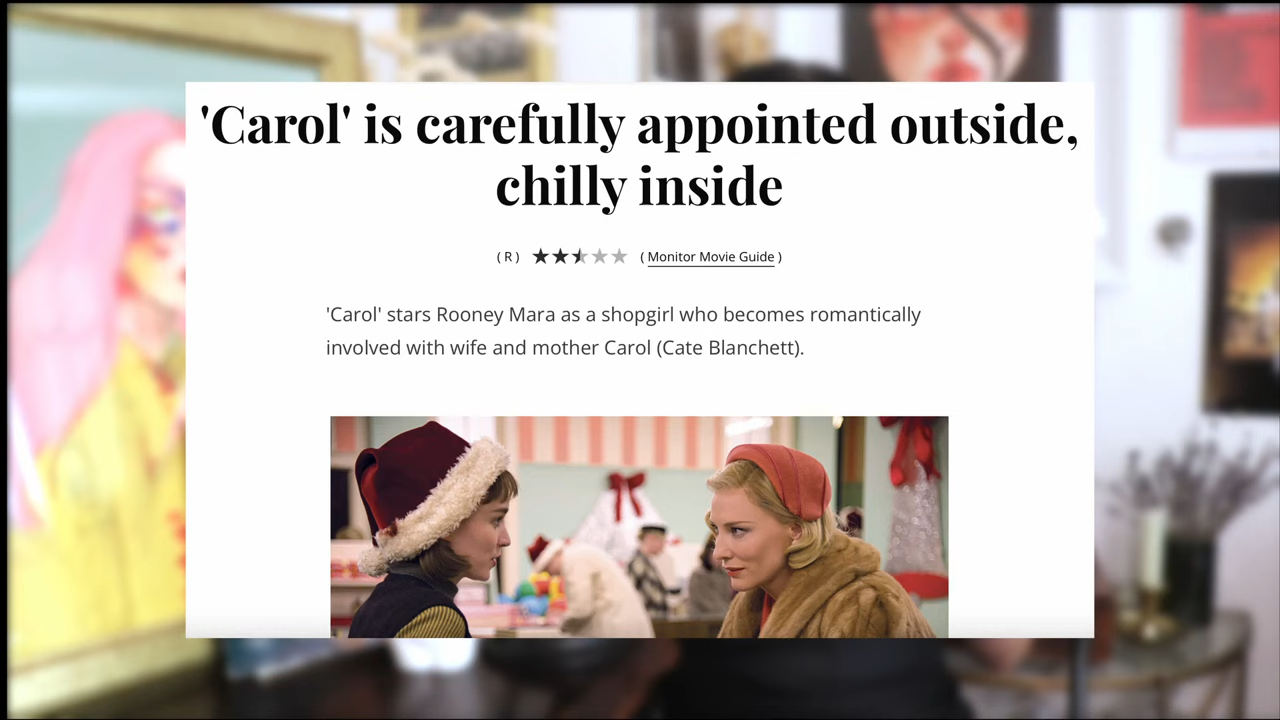 'Carol' is carefully appointed outside,
chilly inside
( R ) ★★★★★ ( Monitor Movie Guide )
'Carol' stars Rooney Mara as a shopgirl who becomes romantically
involved with wife and mother Carol (Cate Blanchett).